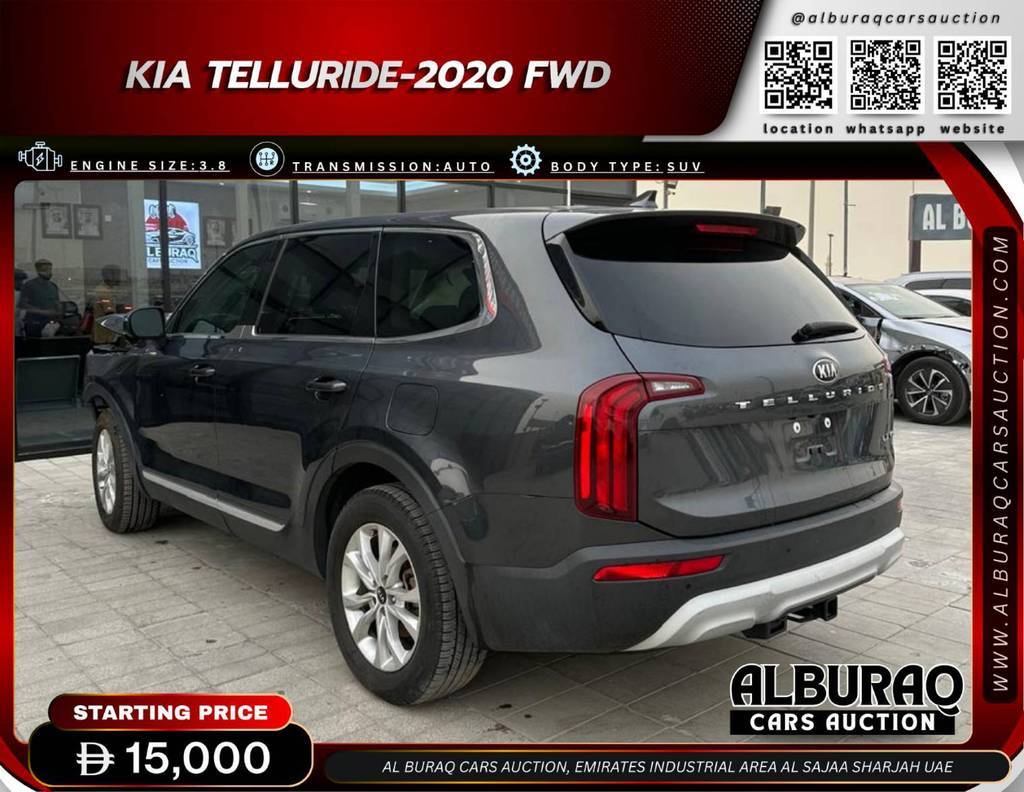 @alburaqcarsauction
KIA TELLURIDE-2020 FWD
location whatsapp website
ENGINE SIZE:3.8 TRANSMISSION:AUTO BODY TYPE: SUV
AL B
KIA
TELLURIDE
WWW.ALBURAQCARSAUCTION.COM
ALBURAQ
CARS AUCTION
STARTING PRICE
15,000
AL BURAQ CARS AUCTION, EMIRATES INDUSTRIAL AREA AL SAJAA SHARJAH UAE